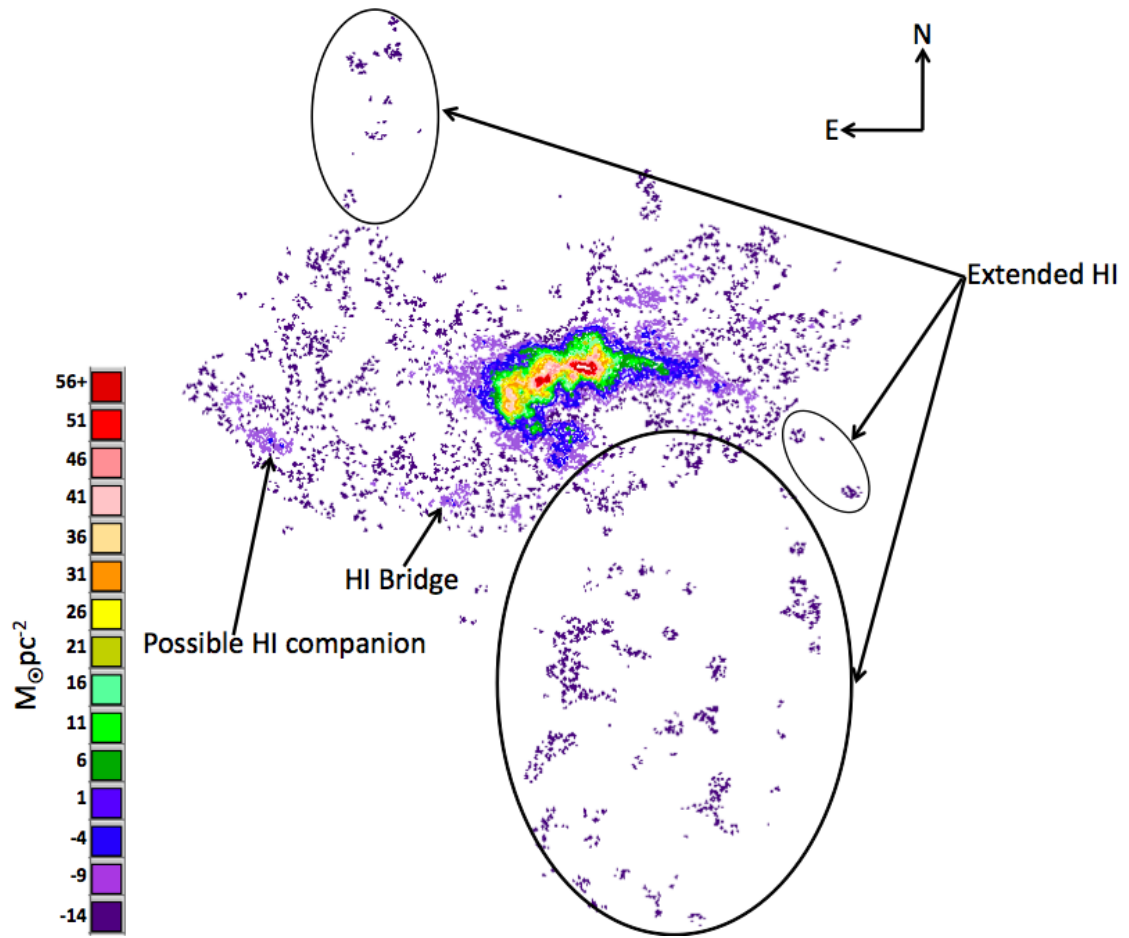 N
E
Extended HI
56+
51
46
41
36
31
26
21
16
11
6
1
-4
-9
-14
M⊙pc⁻²
HI Bridge
Possible HI companion